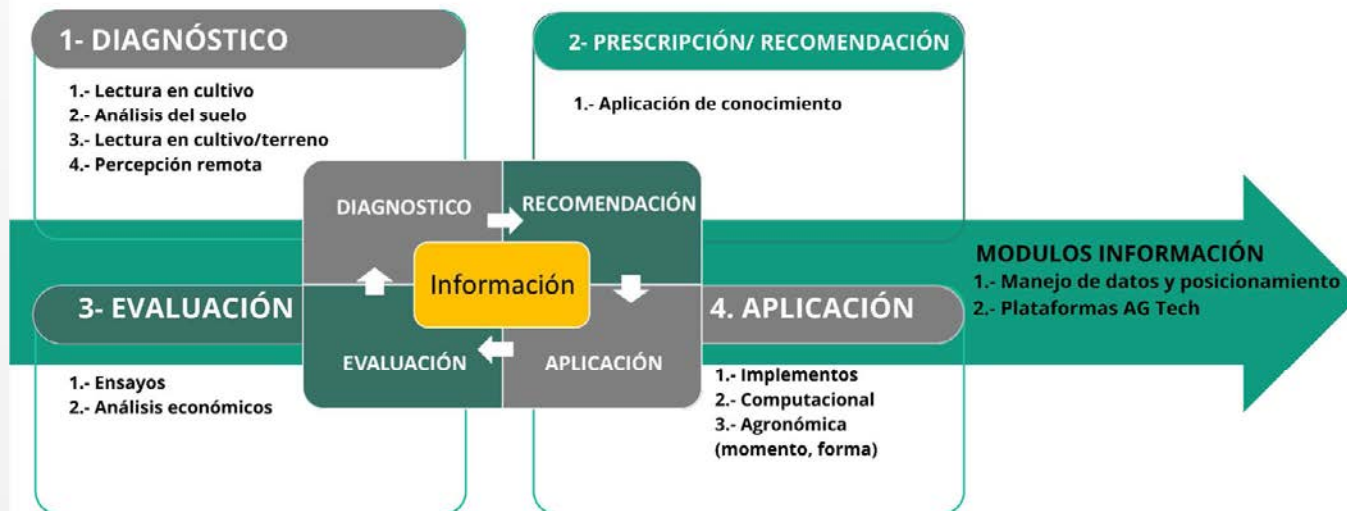 1- DIAGNÓSTICO
1.- Lectura en cultivo
2.- Análisis del suelo
3.- Lectura en cultivo/terreno
4.- Percepción remota
2- PRESCRIPCIÓN/ RECOMENDACIÓN
1.- Aplicación de conocimiento
DIAGNOSTICO
RECOMENDACIÓN
Información
EVALUACIÓN
APLICACIÓN
3- EVALUACIÓN
1.- Ensayos
2.- Análisis económicos
4. APLICACIÓN
1.- Implementos
2.- Computacional
3.- Agronómica
(momento, forma)
MODULOS INFORMACIÓN
1.- Manejo de datos y posicionamiento
2.- Plataformas AG Tech